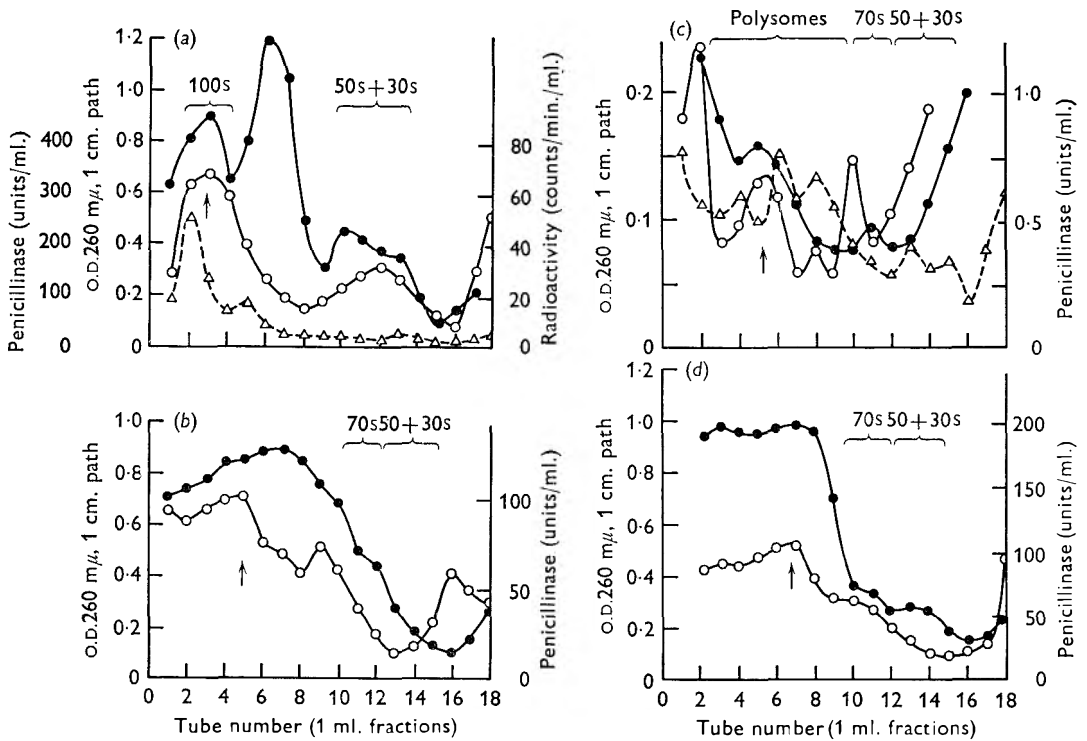 (a)
1·2
1·0
0·8
0·6
0·4
0·2
0
400
300
200
100
0
Penicillinase (units/ml.)
O.D.260 mμ, 1 cm. path
100s
50s+30s
80
60
40
20
0
Radioactivity (counts/min./ml.)
(b)
1·0
0·8
0·6
0·4
0·2
O.D.260 mμ, 1 cm. path
70s 50+30s
100
50
0
Penicillinase (units/ml.)
0 2 4 6 8 10 12 14 16 18
Tube number (1 ml. fractions)
(c)
Polysomes 70s 50+30s
0·2
0·1
0
O.D.260 mμ, 1 cm. path
1·0
0·5
0
Penicillinase (units/ml.)
(d)
1·2
1·0
0·8
0·6
0·4
0·2
O.D.260 mμ, 1 cm. path
70s 50+30s
200
150
100
50
0
Penicillinase (units/ml.)
0 2 4 6 8 10 12 14 16 18
Tube number (1 ml. fractions)